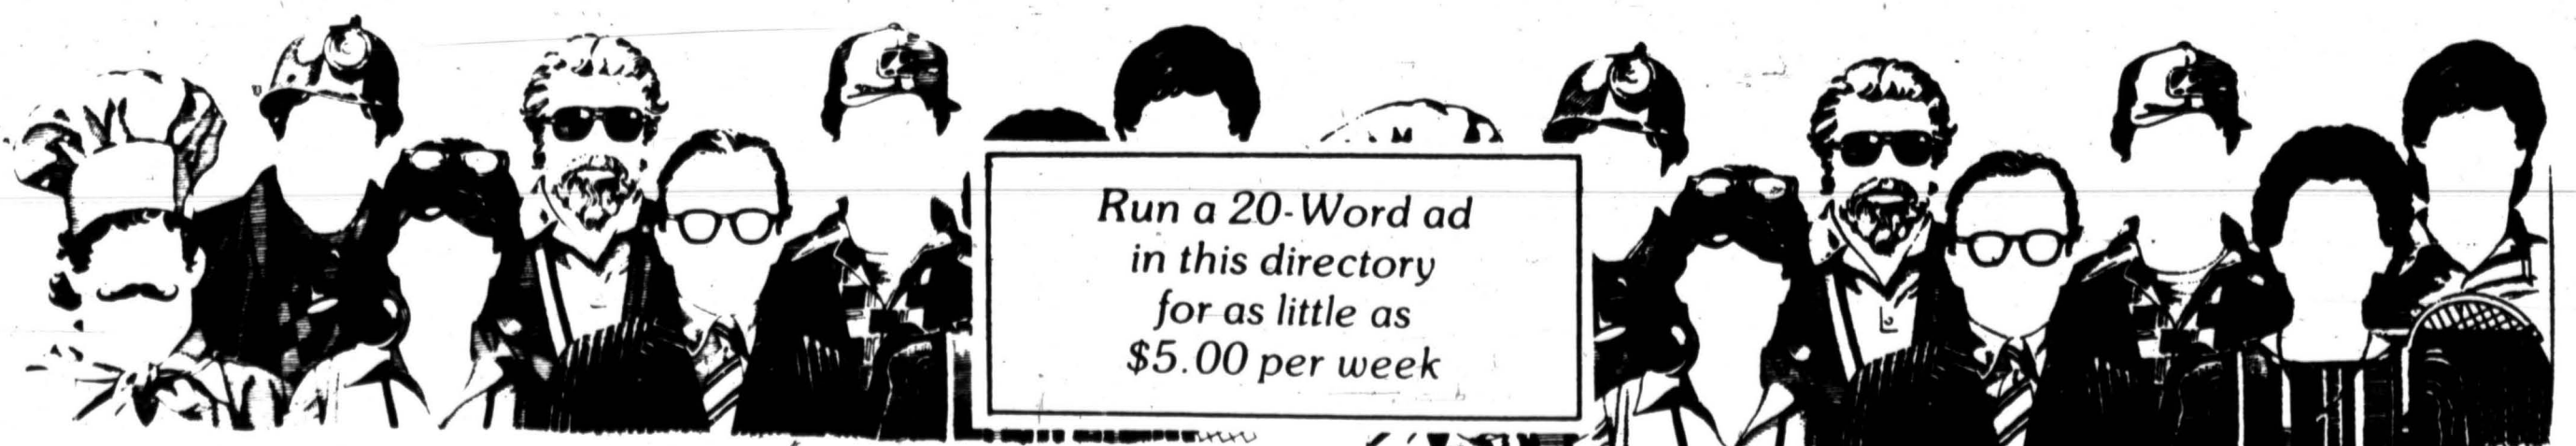 Run a 20-Word ad
in this directory
for as little as
$5.00 per week